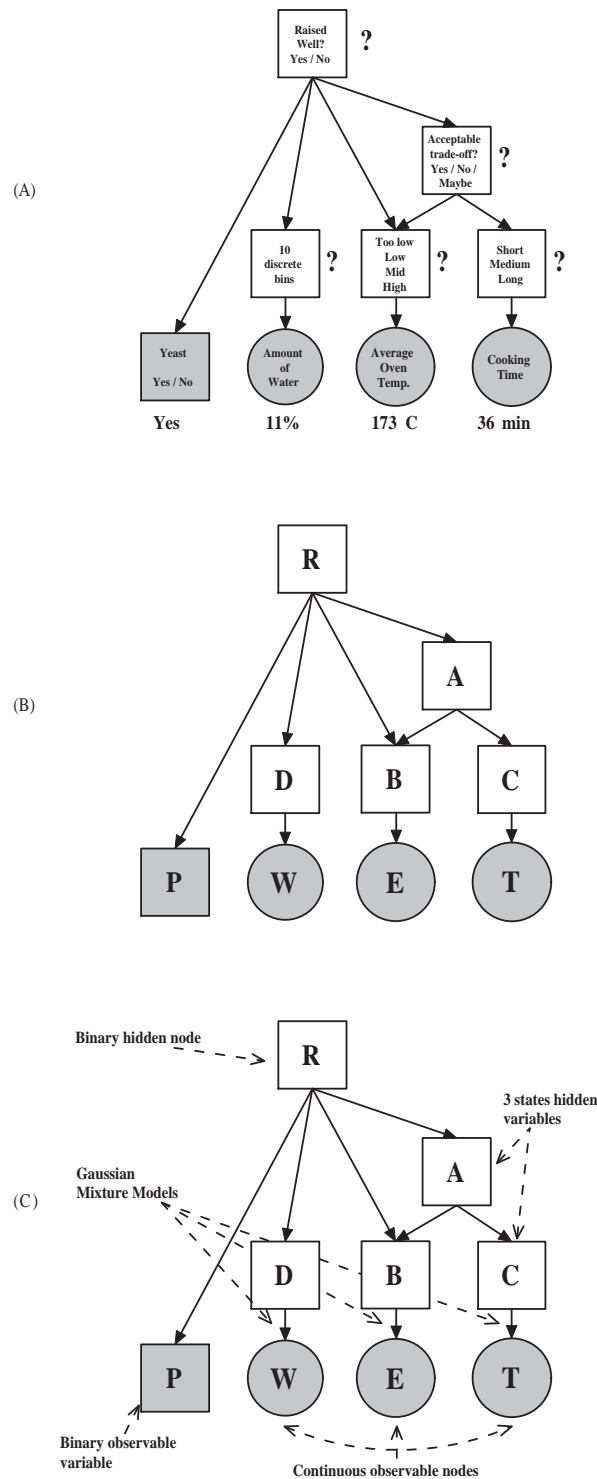 Raised
Well?
Yes / No
?
Acceptable
trade-off?
Yes / No /
Maybe
?
(A)
10
discrete
bins
?
Too low
Low
Mid
High
?
Short
Medium
Long
?
Yeast
Yes / No
Amount
of
Water
Average
Oven
Temp.
Cooking
Time
Yes
11%
173 C
36 min
R
A
(B)
D
B
C
P
W
E
T
Binary hidden node
R
3 states hidden
variables
A
Gaussian
Mixture Models
(C)
D
B
C
P
W
E
T
Binary observable
variable
Continuous observable nodes